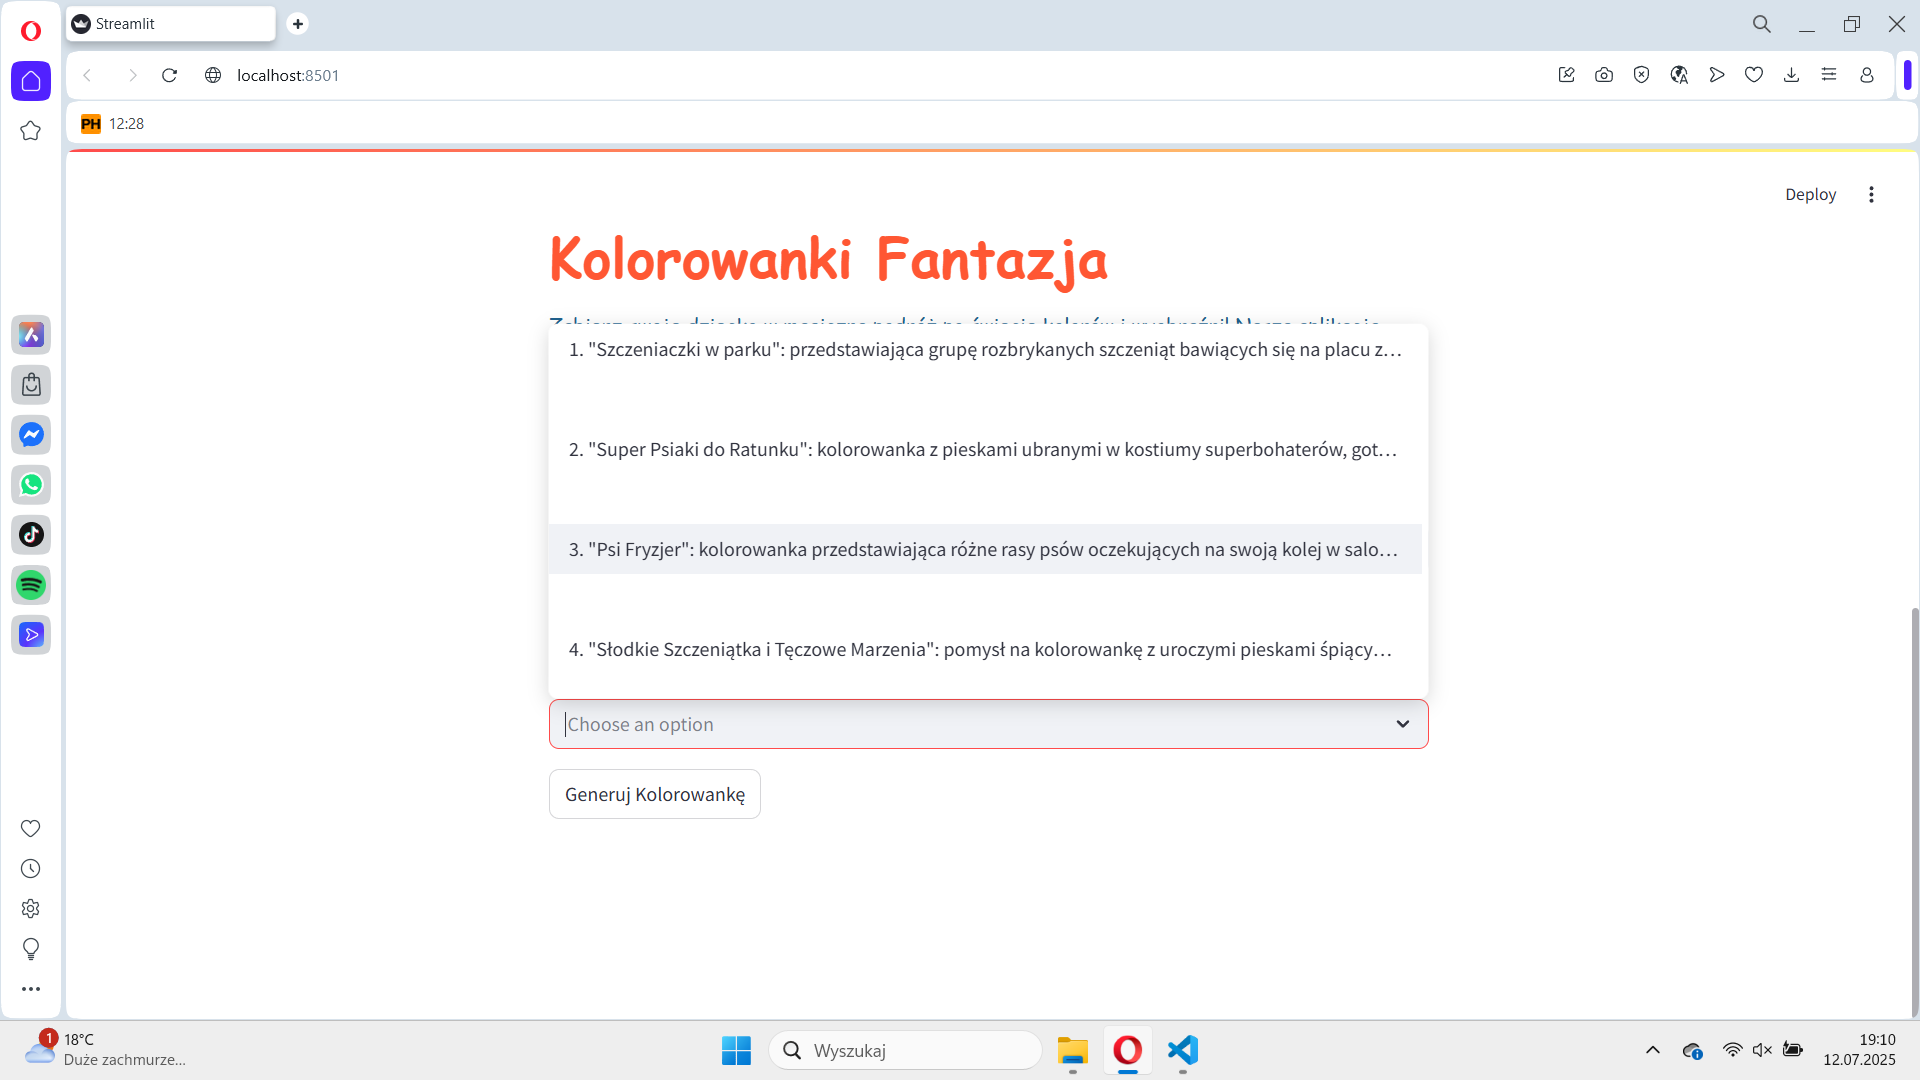 Streamlit
localhost:8501
PH 12:28
Deploy
Kolorowanki Fantazja
1. "Szczeniaczki w parku": przedstawiająca grupę rozbrykanych szczeniąt bawiących się na placu z…
2. "Super Psiaki do Ratunku": kolorowanka z pieskami ubranymi w kostiumy superbohaterów, got…
3. "Psi Fryzjer": kolorowanka przedstawiająca różne rasy psów oczekujących na swoją kolej w salo…
4. "Słodkie Szczeniątka i Tęczowe Marzenia": pomysł na kolorowankę z uroczymi pieskami śpiący…
Choose an option
Generuj Kolorowankę
1
18°C
Duże zachmurze...
Wyszukaj
19:10
12.07.2025